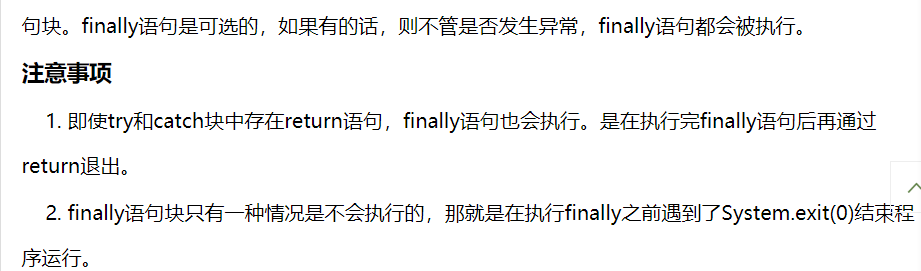 句块。finally语句是可选的，如果有的话，则不管是否发生异常，finally语句都会被执行。
注意事项
1. 即使try和catch块中存在return语句，finally语句也会执行。是在执行完finally语句后再通过
return退出。
2. finally语句块只有一种情况是不会执行的，那就是在执行finally之前遇到了System.exit(0)结束程
序运行。